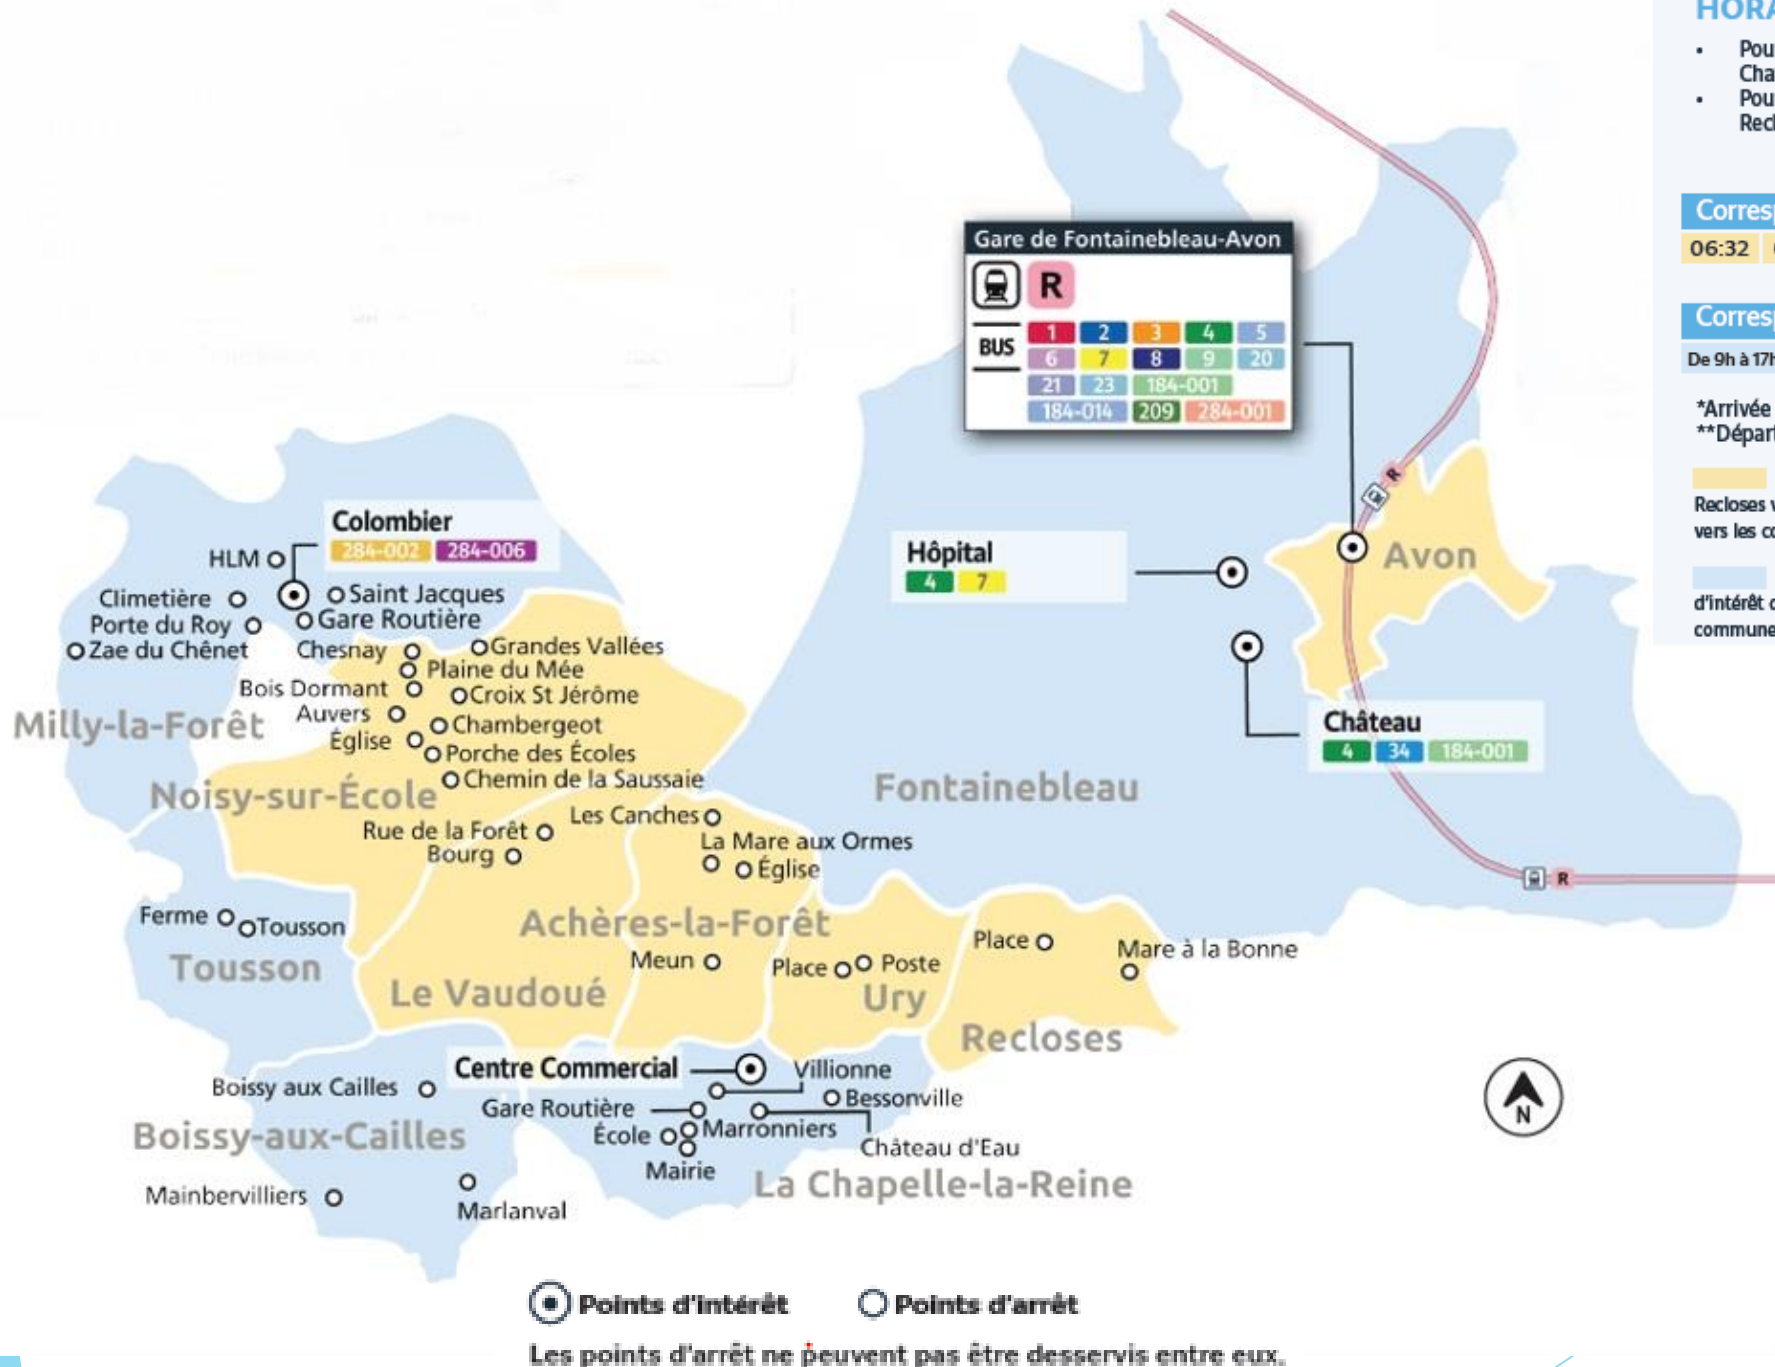 HORA
• Pou
Cha
• Pou
Recl
Corres
06:32
Corres
De 9h à 17h
*Arrivée
**Départ
Recloses v
vers les co
d'intérêt d
commune
Gare de Fontainebleau-Avon
R
BUS
1 2 3 4 5
6 7 8 9 20
21 23 184-001
184-014 209 284-001
R
Avon
Hôpital
4 7
Château
4 34 184-001
Fontainebleau
R
Colombier
284-002 284-006
HLM
Climetière
Saint Jacques
Porte du Roy
Gare Routière
Zae du Chênet
Milly-la-Forêt
Chesnay
Grandes Vallées
Plaine du Mée
Bois Dormant
Croix St Jérôme
Auvers
Chambergeot
Église
Porche des Écoles
Chemin de la Saussaie
Noisy-sur-École
Rue de la Forêt
Bourg
Les Canches
La Mare aux Ormes
Église
Ferme
Tousson
Tousson
Achères-la-Forêt
Meun
Le Vaudoué
Place
Poste
Ury
Place
Mare à la Bonne
Recloses
Centre Commercial
Villionne
Boissy aux Cailles
Bessonville
Gare Routière
Boissy-aux-Cailles
École
Marronniers
Château d'Eau
Mairie
La Chapelle-la-Reine
Mainbervilliers
Marlanval
N
Points d'intérêt
Points d'arrêt
Les points d'arrêt ne peuvent pas être desservis entre eux.